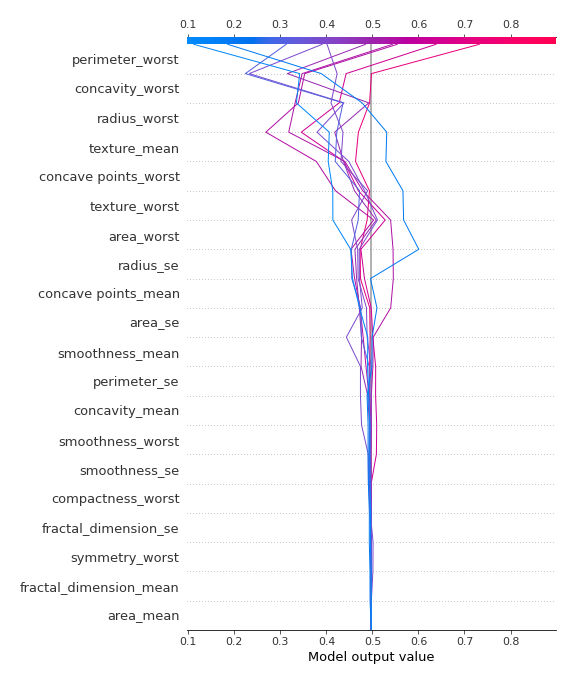 0.1 0.2 0.3 0.4 0.5 0.6 0.7 0.8
perimeter_worst
concavity_worst
radius_worst
texture_mean
concave points_worst
texture_worst
area_worst
radius_se
concave points_mean
area_se
smoothness_mean
perimeter_se
concavity_mean
smoothness_worst
smoothness_se
compactness_worst
fractal_dimension_se
symmetry_worst
fractal_dimension_mean
area_mean
0.1 0.2 0.3 0.4 0.5 0.6 0.7 0.8
Model output value